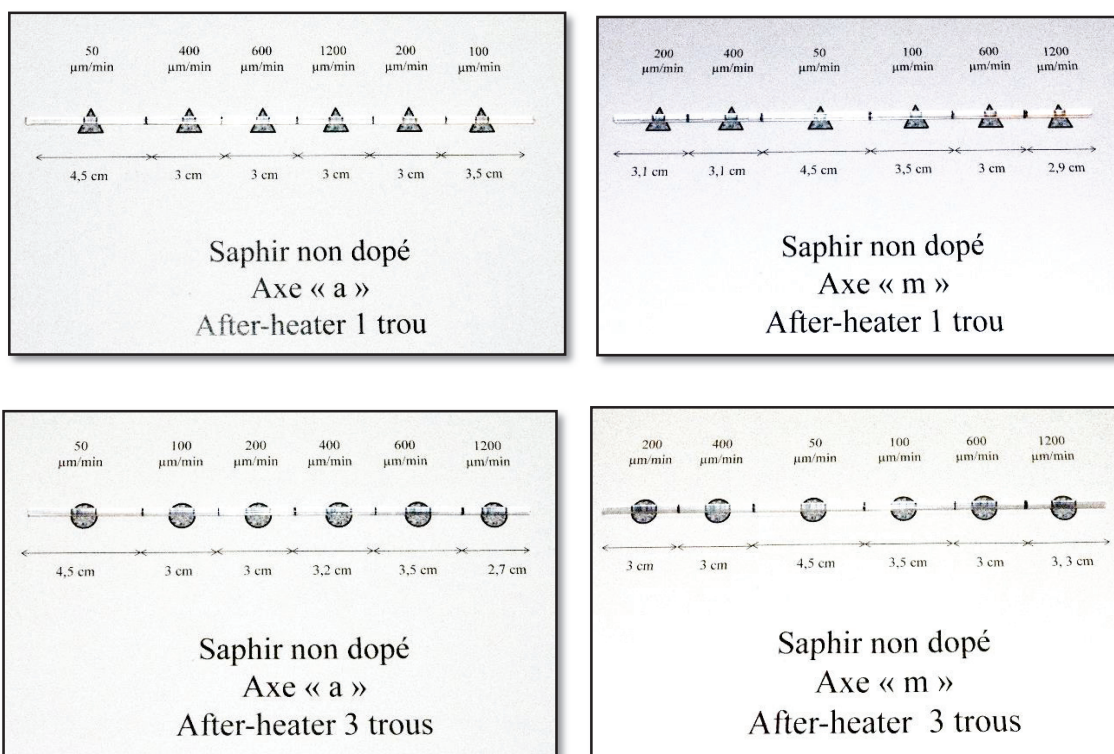 50 400 600 1200 200 100
µm/min µm/min µm/min µm/min µm/min µm/min
4,5 cm 3 cm 3 cm 3 cm 3 cm 3,5 cm
Saphir non dopé
Axe « a »
After-heater 1 trou
200 400 50 100 600 1200
µm/min µm/min µm/min µm/min µm/min µm/min
3,1 cm 3,1 cm 4,5 cm 3,5 cm 3 cm 2,9 cm
Saphir non dopé
Axe « m »
After-heater 1 trou
50 100 200 400 600 1200
µm/min µm/min µm/min µm/min µm/min µm/min
4,5 cm 3 cm 3 cm 3,2 cm 3,5 cm 2,7 cm
Saphir non dopé
Axe « a »
After-heater 3 trous
200 400 50 100 600 1200
µm/min µm/min µm/min µm/min µm/min µm/min
3 cm 3 cm 4,5 cm 3,5 cm 3 cm 3, 3 cm
Saphir non dopé
Axe « m »
After-heater 3 trous